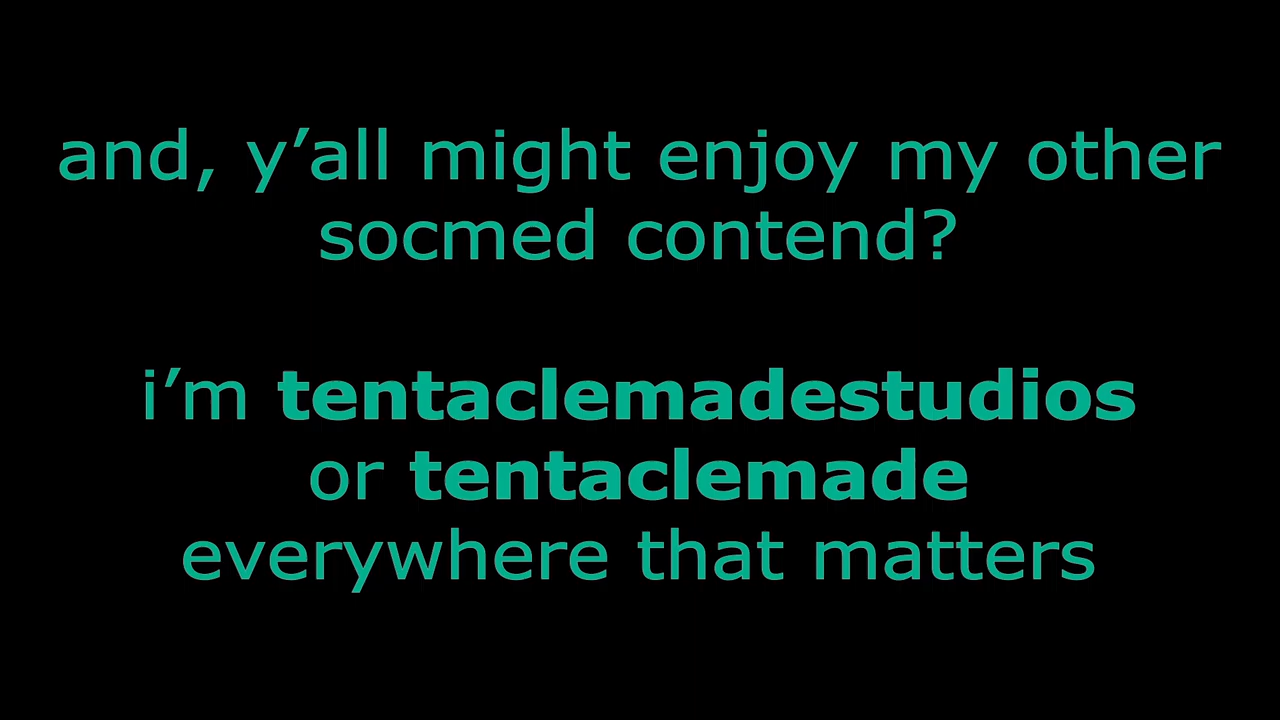 and, y’all might enjoy my other
socmed contend?
i’m tentaclemadestudios
or tentaclemade
everywhere that matters